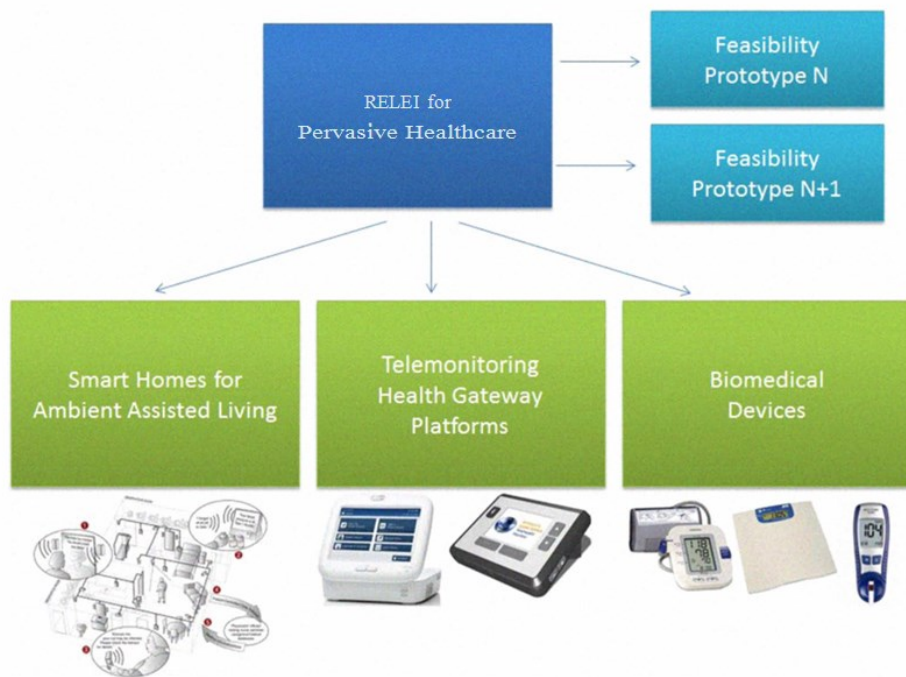 RELEI for
Pervasive Healthcare
Feasibility
Prototype N
Feasibility
Prototype N+1
Smart Homes for
Ambient Assisted Living
Telemonitoring
Health Gateway
Platforms
Biomedical
Devices
104